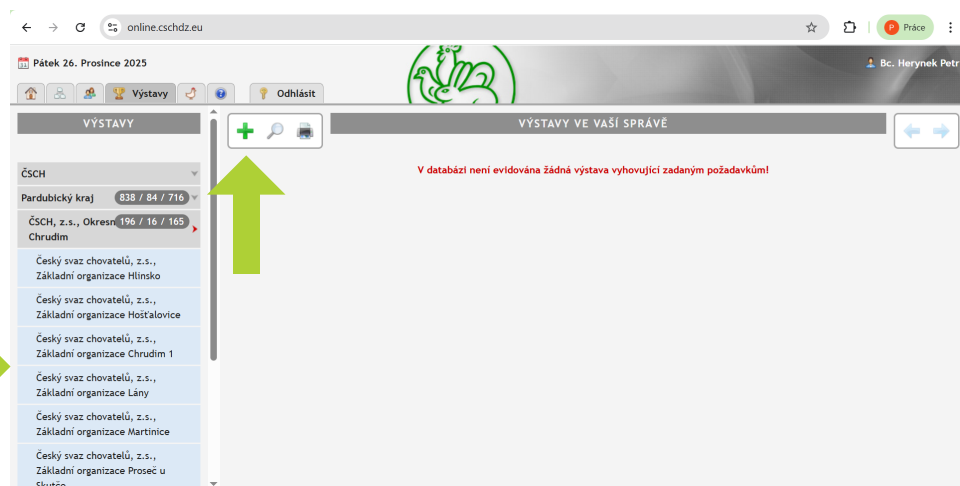 online.cschdz.eu
P Práce
Pátek 26. Prosince 2025
Bc. Herynek Petr
Výstavy
Odhlásit
VÝSTAVY
VÝSTAVY VE VAŠÍ SPRÁVĚ
V databázi není evidována žádná výstava vyhovující zadaným požadavkům!
ČSCH
Pardubický kraj 838 / 84 / 716
ČSCH, z.s., Okresn 196 / 16 / 165
Chrudim
Český svaz chovatelů, z.s.,
Základní organizace Hlinsko
Český svaz chovatelů, z.s.,
Základní organizace Hošťalovice
Český svaz chovatelů, z.s.,
Základní organizace Chrudim 1
Český svaz chovatelů, z.s.,
Základní organizace Lány
Český svaz chovatelů, z.s.,
Základní organizace Martinice
Český svaz chovatelů, z.s.,
Základní organizace Proseč u
Skutče